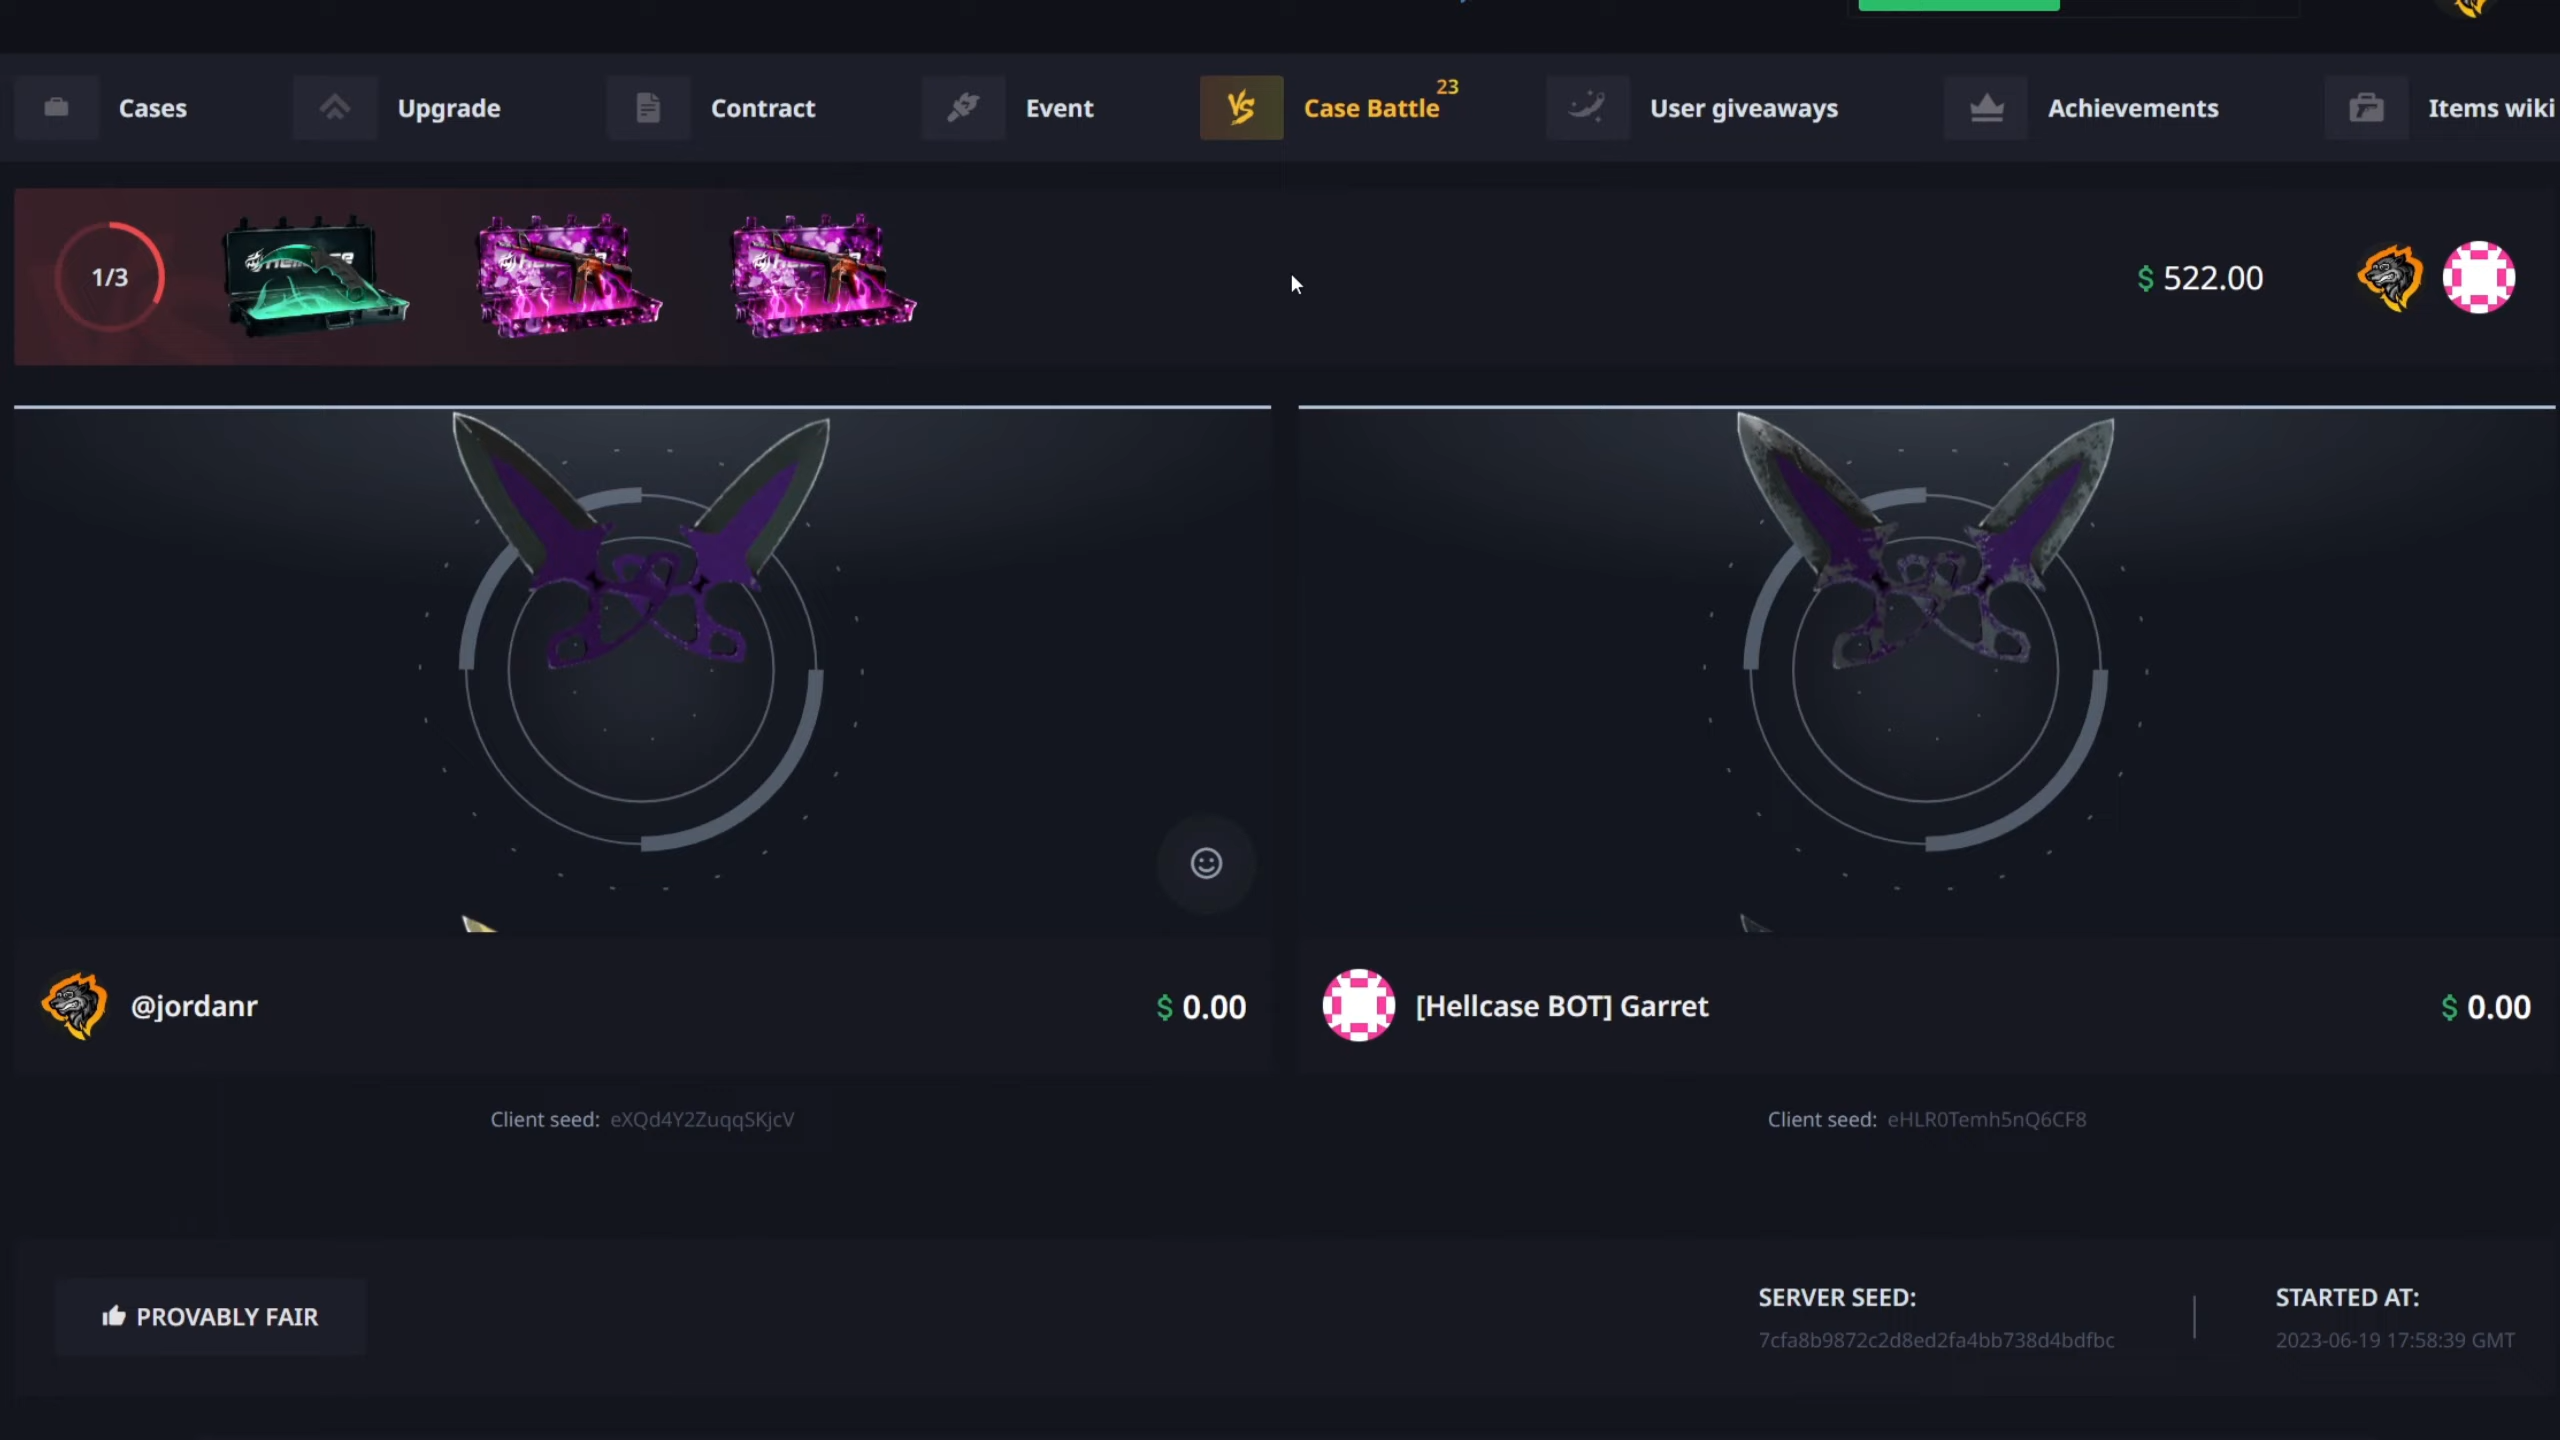 Cases
Upgrade
Contract
Event
VS
Case Battle
23
User giveaways
Achievements
Items wiki
1/3
$ 522.00
@jordanr
$ 0.00
[Hellcase BOT] Garret
$ 0.00
Client seed: eXQd4Y2ZuqqSKjcV
Client seed: eHLR0Temh5nQ6CF8
PROVABLY FAIR
SERVER SEED:
7cfa8b9872c2d8ed2fa4bb738d4bdfbc
STARTED AT:
2023-06-19 17:58:39 GMT